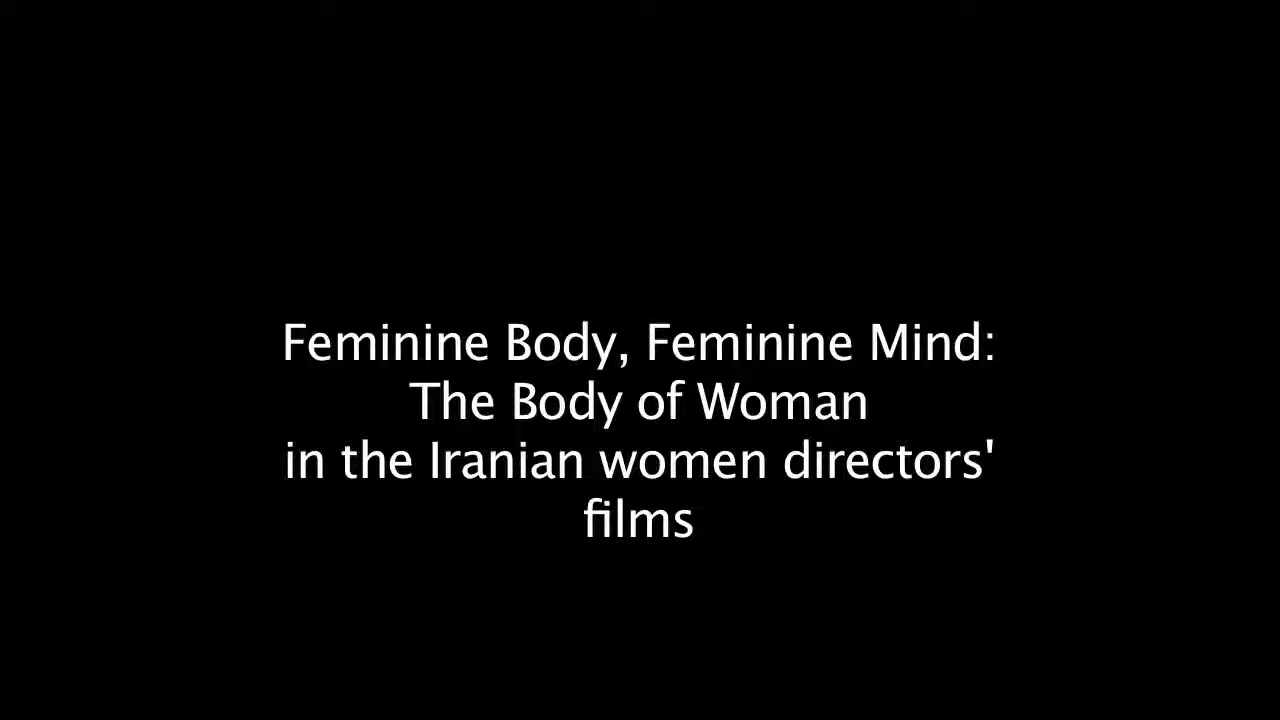 Feminine Body, Feminine Mind:
The Body of Woman
in the Iranian women directors'
films